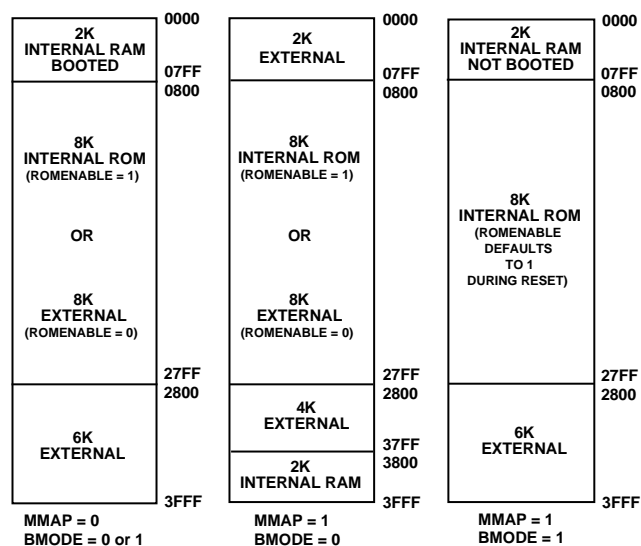 2K
INTERNAL RAM
BOOTED
0000
07FF
0800
8K
INTERNAL ROM
(ROMENABLE = 1)
OR
8K
EXTERNAL
(ROMENABLE = 0)
27FF
2800
6K
EXTERNAL
3FFF
MMAP = 0
BMODE = 0 or 1
2K
EXTERNAL
0000
07FF
0800
8K
INTERNAL ROM
(ROMENABLE = 1)
OR
8K
EXTERNAL
(ROMENABLE = 0)
27FF
2800
4K
EXTERNAL
37FF
3800
2K
INTERNAL RAM
3FFF
MMAP = 1
BMODE = 0
2K
INTERNAL RAM
NOT BOOTED
0000
07FF
0800
8K
INTERNAL ROM
(ROMENABLE
DEFAULTS
TO 1
DURING RESET)
27FF
2800
6K
EXTERNAL
3FFF
MMAP = 1
BMODE = 1